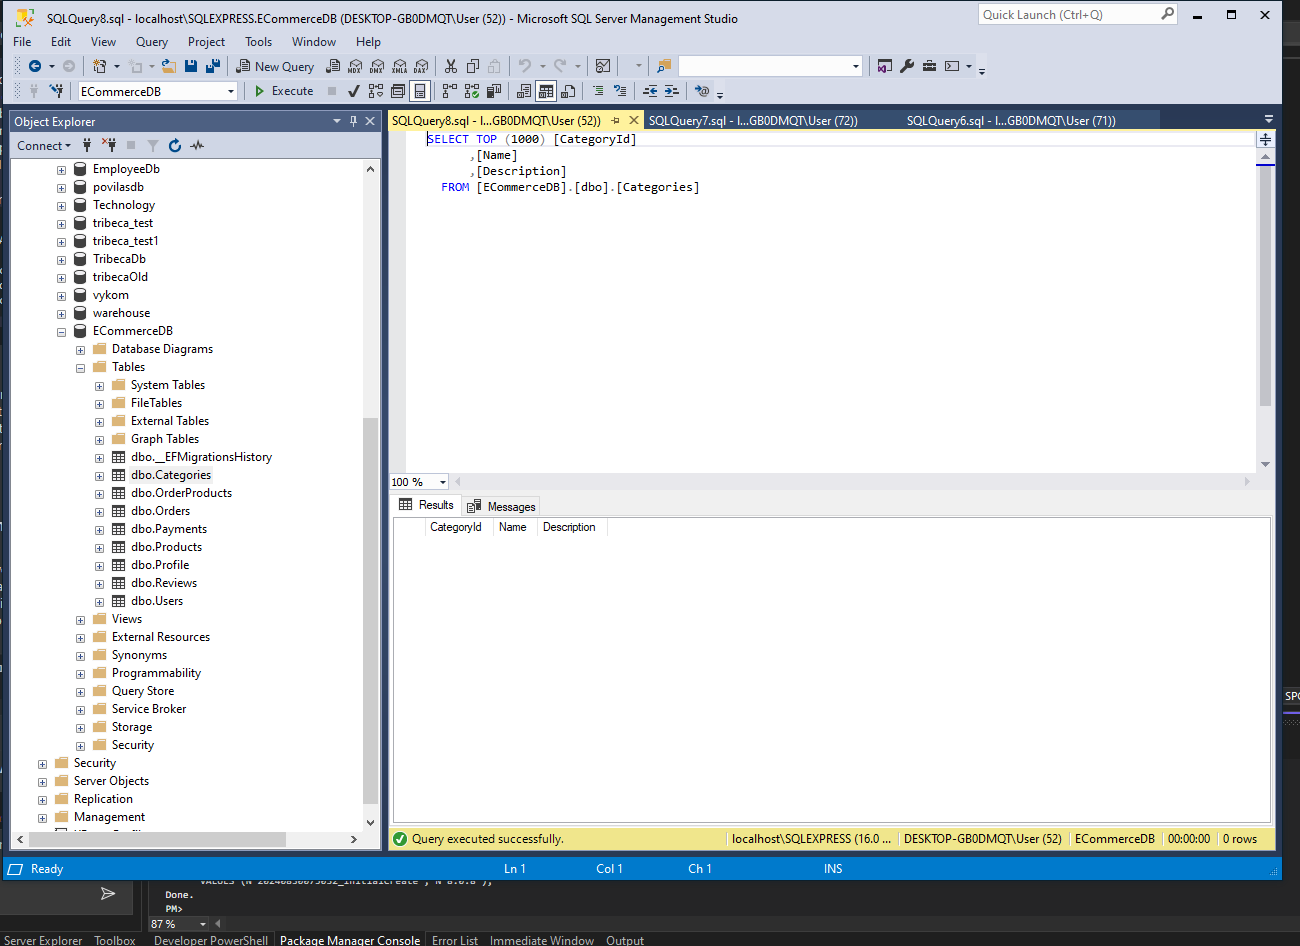 SQLQuery8.sql - localhost\SQLEXPRESS.ECommerceDB (DESKTOP-GB0DMQT\User (52)) - Microsoft SQL Server Management Studio
Quick Launch (Ctrl+Q)
File Edit View Query Project Tools Window Help
New Query MDX DMX XMLA DAX
ECommerceDB Execute
Object Explorer
Connect
EmployeeDb
povilasdb
Technology
tribeca_test
tribeca_test1
TribecaDb
tribecaOld
vykom
warehouse
ECommerceDB
Database Diagrams
Tables
System Tables
FileTables
External Tables
Graph Tables
dbo.__EFMigrationsHistory
dbo.Categories
dbo.OrderProducts
dbo.Orders
dbo.Payments
dbo.Products
dbo.Profile
dbo.Reviews
dbo.Users
Views
External Resources
Synonyms
Programmability
Query Store
Service Broker
Storage
Security
Security
Server Objects
Replication
Management
SQLQuery8.sql - l...GB0DMQT\User (52)) SQLQuery7.sql - l...GB0DMQT\User (72)) SQLQuery6.sql - l...GB0DMQT\User (71))
SELECT TOP (1000) [CategoryId]
,[Name]
,[Description]
FROM [ECommerceDB].[dbo].[Categories]
100 %
Results Messages
CategoryId Name Description
Query executed successfully. localhost\SQLEXPRESS (16.0 ... DESKTOP-GB0DMQT\User (52) ECommerceDB 00:00:00 0 rows
Ready Ln 1 Col 1 Ch 1 INS
Done.
PM>
87 %
Server Explorer Toolbox Developer PowerShell Package Manager Console Error List Immediate Window Output